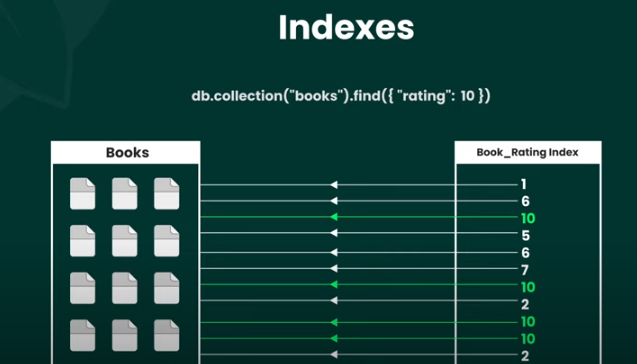 Indexes
db.collection("books").find({ "rating": 10 })
Books
Book_Rating Index
1
6
10
5
6
7
10
2
10
10
2